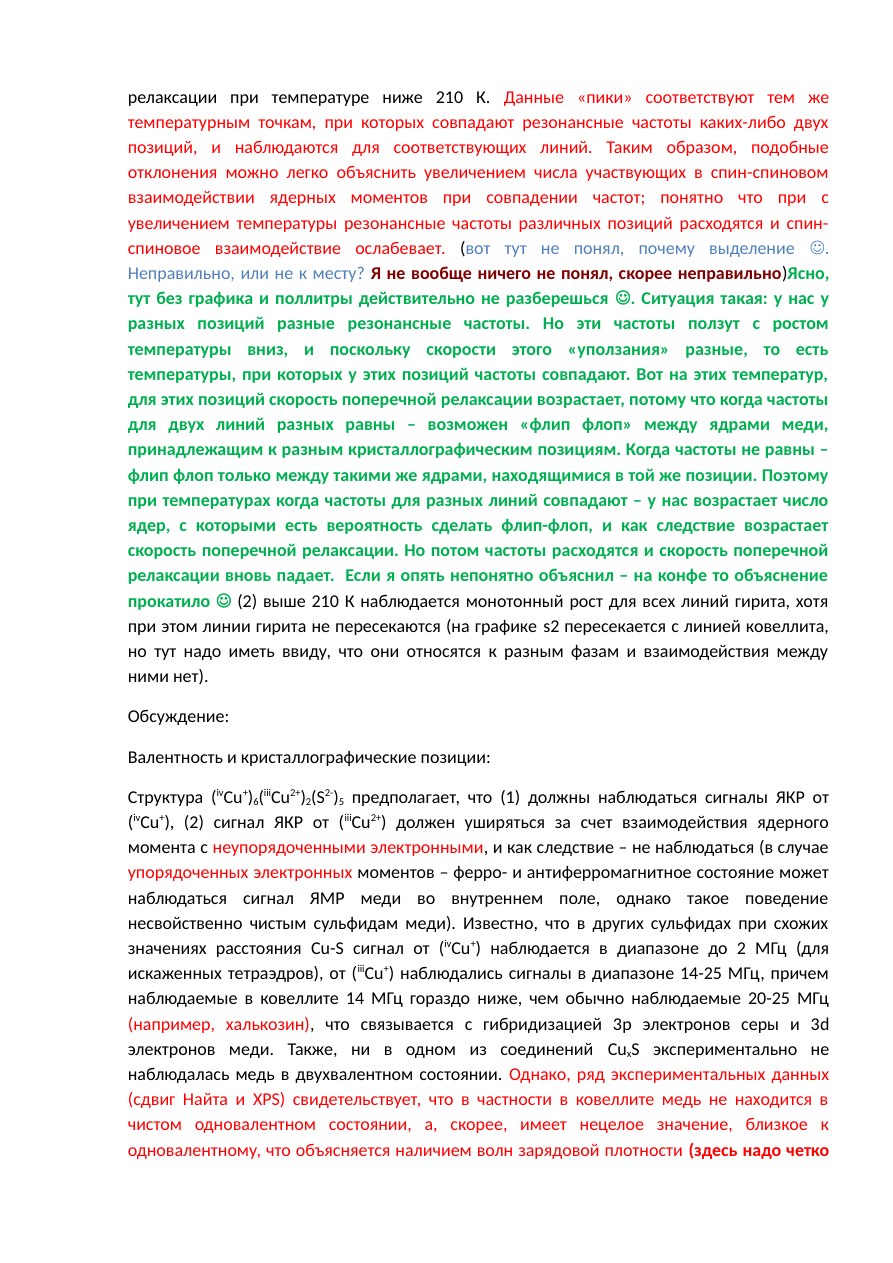 релаксации при температуре ниже 210 К. Данные «пики» соответствуют тем же
температурным точкам, при которых совпадают резонансные частоты каких-либо двух
позиций, и наблюдаются для соответствующих линий. Таким образом, подобные
отклонения можно легко объяснить увеличением числа участвующих в спин-спиновом
взаимодействии ядерных моментов при совпадении частот; понятно что при с
увеличением температуры резонансные частоты различных позиций расходятся и спин-
спиновое взаимодействие ослабевает. (вот тут не понял, почему выделение ☺.
Неправильно, или не к месту? Я не вообще ничего не понял, скорее неправильно)Ясно,
тут без графика и поллитры действительно не разберешься ☺. Ситуация такая: у нас у
разных позиций разные резонансные частоты. Но эти частоты ползут с ростом
температуры вниз, и поскольку скорости этого «уползания» разные, то есть
температуры, при которых у этих позиций частоты совпадают. Вот на этих температур,
для этих позиций скорость поперечной релаксации возрастает, потому что когда частоты
для двух линий разных равны – возможен «флип флоп» между ядрами меди,
принадлежащим к разным кристаллографическим позициям. Когда частоты не равны –
флип флоп только между такими же ядрами, находящимися в той же позиции. Поэтому
при температурах когда частоты для разных линий совпадают – у нас возрастает число
ядер, с которыми есть вероятность сделать флип-флоп, и как следствие возрастает
скорость поперечной релаксации. Но потом частоты расходятся и скорость поперечной
релаксации вновь падает.  Если я опять непонятно объяснил – на конфе то объяснение
прокатило ☺ (2) выше 210 К наблюдается монотонный рост для всех линий гирита, хотя
при этом линии гирита не пересекаются (на графике s2 пересекается с линией ковеллита,
но тут надо иметь ввиду, что они относятся к разным фазам и взаимодействия между
ними нет).
Обсуждение:
Валентность и кристаллографические позиции:
Структура (ⁱᵛCu⁺)₆(ⁱⁱⁱCu²⁺)₂(S²⁻)₅ предполагает, что (1) должны наблюдаться сигналы ЯКР от
(ⁱᵛCu⁺), (2) сигнал ЯКР от (ⁱⁱⁱCu²⁺) должен уширяться за счет взаимодействия ядерного
момента с неупорядоченными электронными, и как следствие – не наблюдаться (в случае
упорядоченных электронных моментов – ферро- и антиферромагнитное состояние может
наблюдаться сигнал ЯМР меди во внутреннем поле, однако такое поведение
несвойственно чистым сульфидам меди). Известно, что в других сульфидах при схожих
значениях расстояния Cu-S сигнал от (ⁱᵛCu⁺) наблюдается в диапазоне до 2 МГц (для
искаженных тетраэдров), от (ⁱⁱⁱCu⁺) наблюдались сигналы в диапазоне 14-25 МГц, причем
наблюдаемые в ковеллите 14 МГц гораздо ниже, чем обычно наблюдаемые 20-25 МГц
(например, халькозин), что связывается с гибридизацией 3p электронов серы и 3d
электронов меди. Также, ни в одном из соединений CuₓS экспериментально не
наблюдалась медь в двухвалентном состоянии. Однако, ряд экспериментальных данных
(сдвиг Найта и XPS) свидетельствует, что в частности в ковеллите медь не находится в
чистом одновалентном состоянии, а, скорее, имеет нецелое значение, близкое к
одновалентному, что объясняется наличием волн зарядовой плотности (здесь надо четко